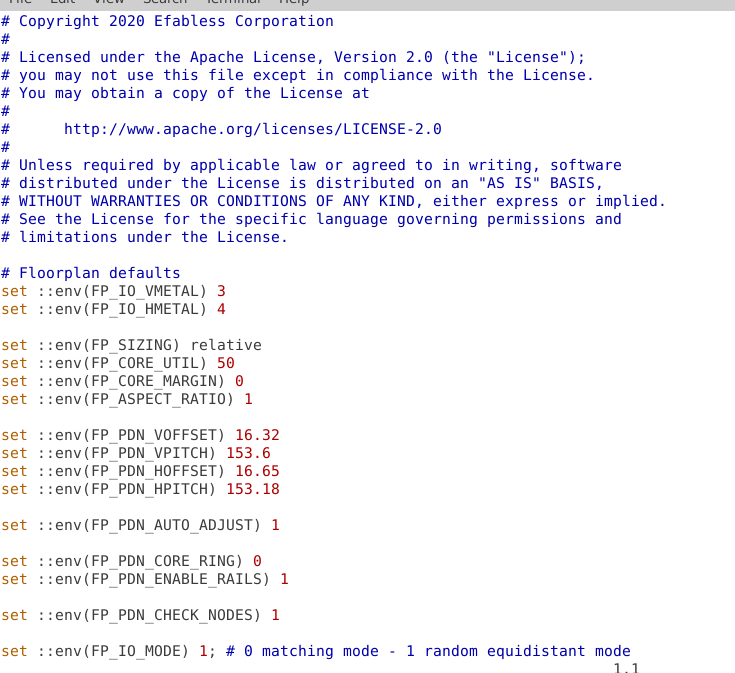 File Edit View Search Terminal Help
# Copyright 2020 Efabless Corporation
#
# Licensed under the Apache License, Version 2.0 (the "License");
# you may not use this file except in compliance with the License.
# You may obtain a copy of the License at
#
#      http://www.apache.org/licenses/LICENSE-2.0
#
# Unless required by applicable law or agreed to in writing, software
# distributed under the License is distributed on an "AS IS" BASIS,
# WITHOUT WARRANTIES OR CONDITIONS OF ANY KIND, either express or implied.
# See the License for the specific language governing permissions and
# limitations under the License.

# Floorplan defaults
set ::env(FP_IO_VMETAL) 3
set ::env(FP_IO_HMETAL) 4

set ::env(FP_SIZING) relative
set ::env(FP_CORE_UTIL) 50
set ::env(FP_CORE_MARGIN) 0
set ::env(FP_ASPECT_RATIO) 1

set ::env(FP_PDN_VOFFSET) 16.32
set ::env(FP_PDN_VPITCH) 153.6
set ::env(FP_PDN_HOFFSET) 16.65
set ::env(FP_PDN_HPITCH) 153.18

set ::env(FP_PDN_AUTO_ADJUST) 1

set ::env(FP_PDN_CORE_RING) 0
set ::env(FP_PDN_ENABLE_RAILS) 1

set ::env(FP_PDN_CHECK_NODES) 1

set ::env(FP_IO_MODE) 1; # 0 matching mode - 1 random equidistant mode
1,1